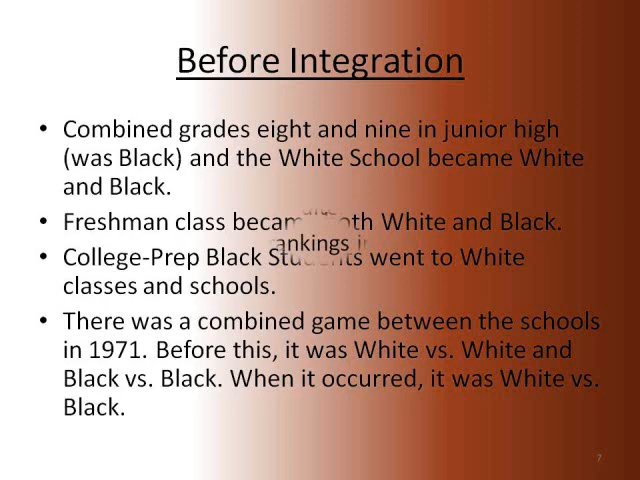 Before Integration
• Combined grades eight and nine in junior high
(was Black) and the White School became White
and Black.
• Freshman class became both White and Black.
ankings i
• College-Prep Black Students went to White
classes and schools.
• There was a combined game between the schools
in 1971. Before this, it was White vs. White and
Black vs. Black. When it occurred, it was White vs.
Black.
7